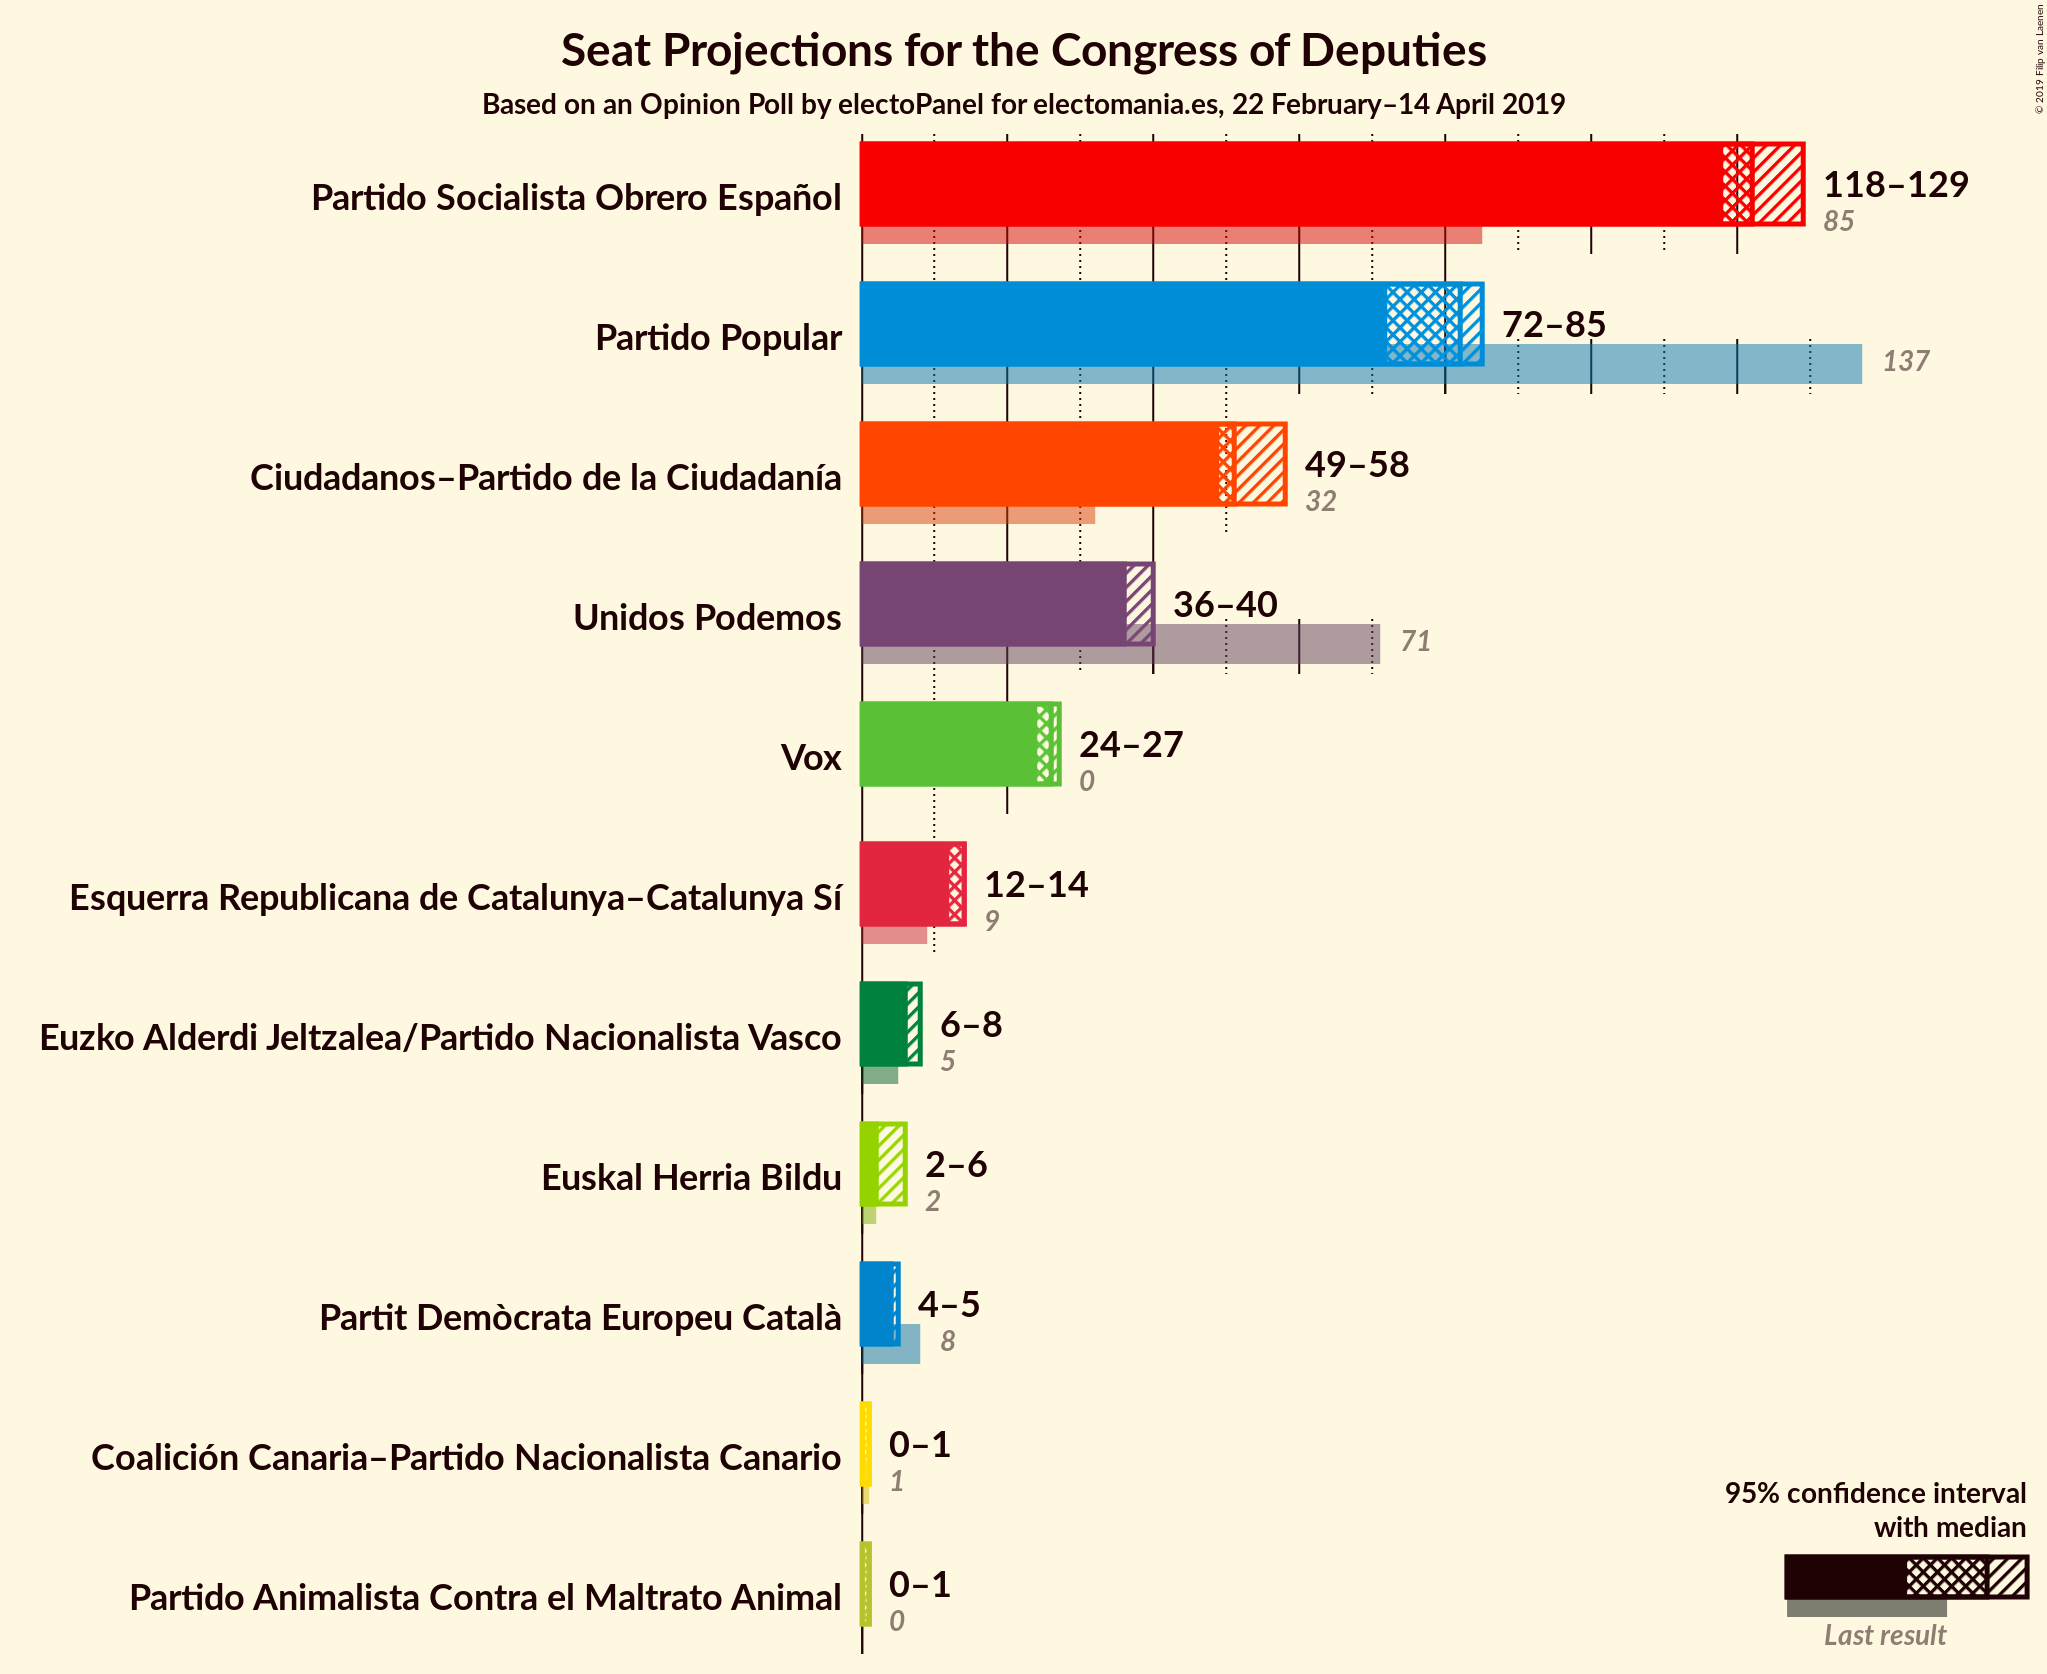 Seat Projections for the Congress of Deputies
Based on an Opinion Poll by electoPanel for electomania.es, 22 February–14 April 2019
© 2019 Filip van Laenen
Partido Socialista Obrero Español
118–129
85
Partido Popular
72–85
137
Ciudadanos–Partido de la Ciudadanía
49–58
32
Unidos Podemos
36–40
71
Vox
24–27
0
Esquerra Republicana de Catalunya–Catalunya Sí
12–14
9
Euzko Alderdi Jeltzalea/Partido Nacionalista Vasco
6–8
5
Euskal Herria Bildu
2–6
2
Partit Demòcrata Europeu Català
4–5
8
Coalición Canaria–Partido Nacionalista Canario
0–1
1
Partido Animalista Contra el Maltrato Animal
0–1
0
95% confidence interval
with median
Last result